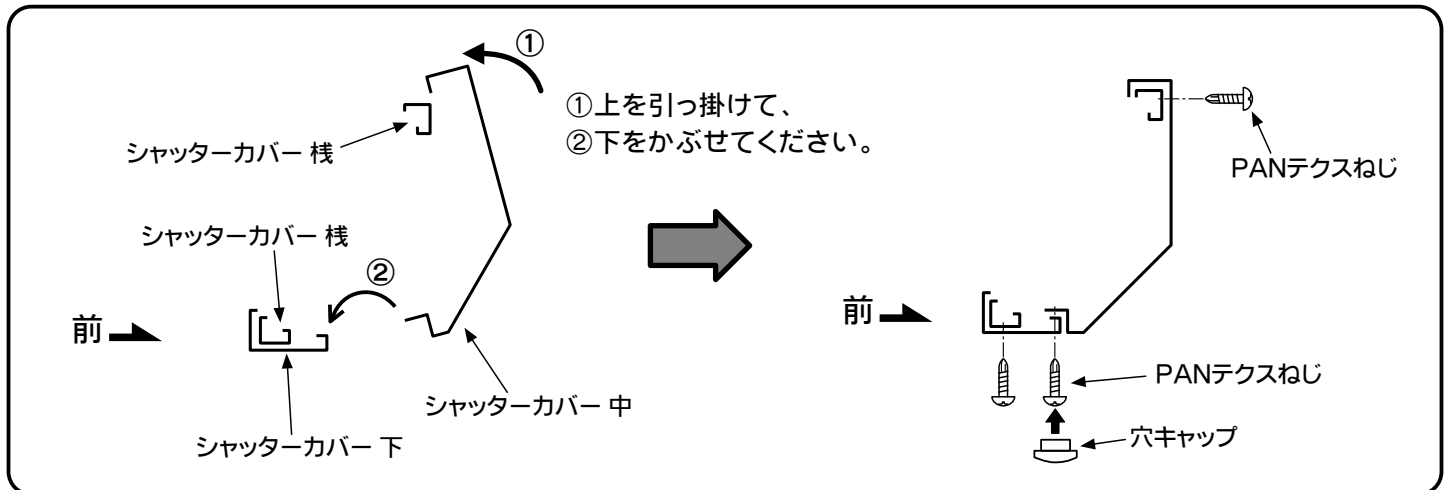 ①
①上を引っ掛けて、
②下をかぶせてください。
シャッターカバー 桟
シャッターカバー 桟
②
前
シャッターカバー 中
シャッターカバー 下
PANテクスねじ
前
PANテクスねじ
穴キャップ